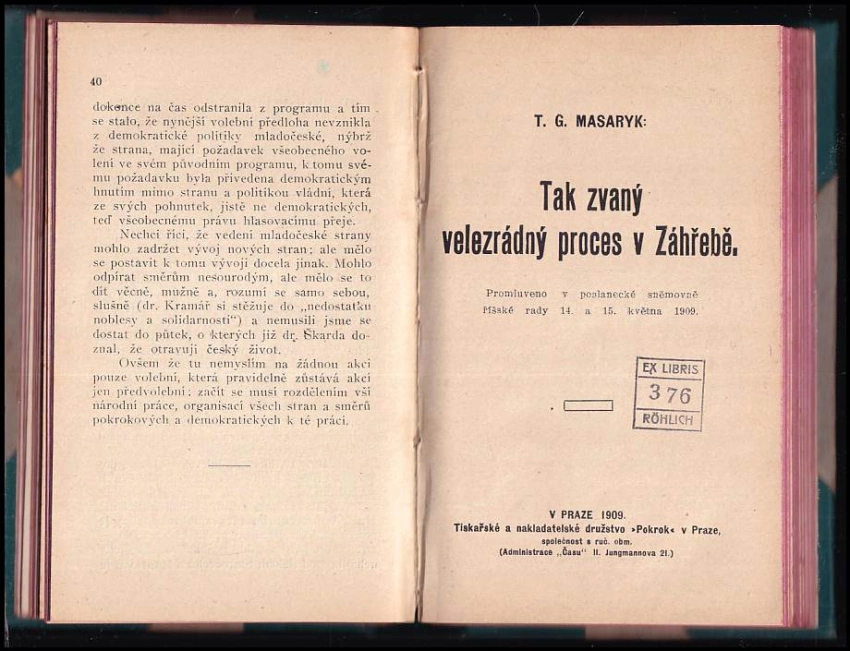 40
dokonce na čas odstranila z programu a tím
se stalo, že nynější volební předloha nevznikla
z demokratické politiky mladočeské, nýbrž
že strana, mající požadavek všeobecného vo-
lení ve svém původním programu, k tomu své-
mu požadavku byla přivedena demokratickým
hnutím mimo stranu a politikou vládní, která
ze svých pohnutek, jistě ne demokratických,
teď všeobecnému právu hlasovacímu přeje.
Nechci říci, že vedení mladočeské strany
mohlo zadržet vývoj nových stran; ale mělo
se postavit k tomu vývoji docela jinak. Mohlo
odpírat směrům nesourodým, ale mělo se to
dít věcně, mužně a, rozumí se samo sebou,
slušně (dr. Kramář si stěžuje do „nedostatku
noblesy a solidarnosti“) a nemusili jsme se
dostat do půtek, o kterých již dr. Škarda do-
znal, že otravují český život.
Ovšem že tu nemyslím na žádnou akci
pouze volební, která pravidelně zůstává akcí
jen předvolební; začít se musí rozdělením vší
národní práce, organisací všech stran a směrů
pokrokových a demokratických k té práci.
T. G. MASARYK:
Tak zvaný
velezrádný proces v Záhřebě.
Promluveno v poslanecké sněmovně
říšské rady 14. a 15. května 1909.
EX LIBRIS
376
RÖHLICH
V PRAZE 1909.
Tiskařské a nakladatelské družstvo »Pokrok« v Praze,
společnost s ruč. obm.
(Administrace „Času“ II. Jungmannova 21.)